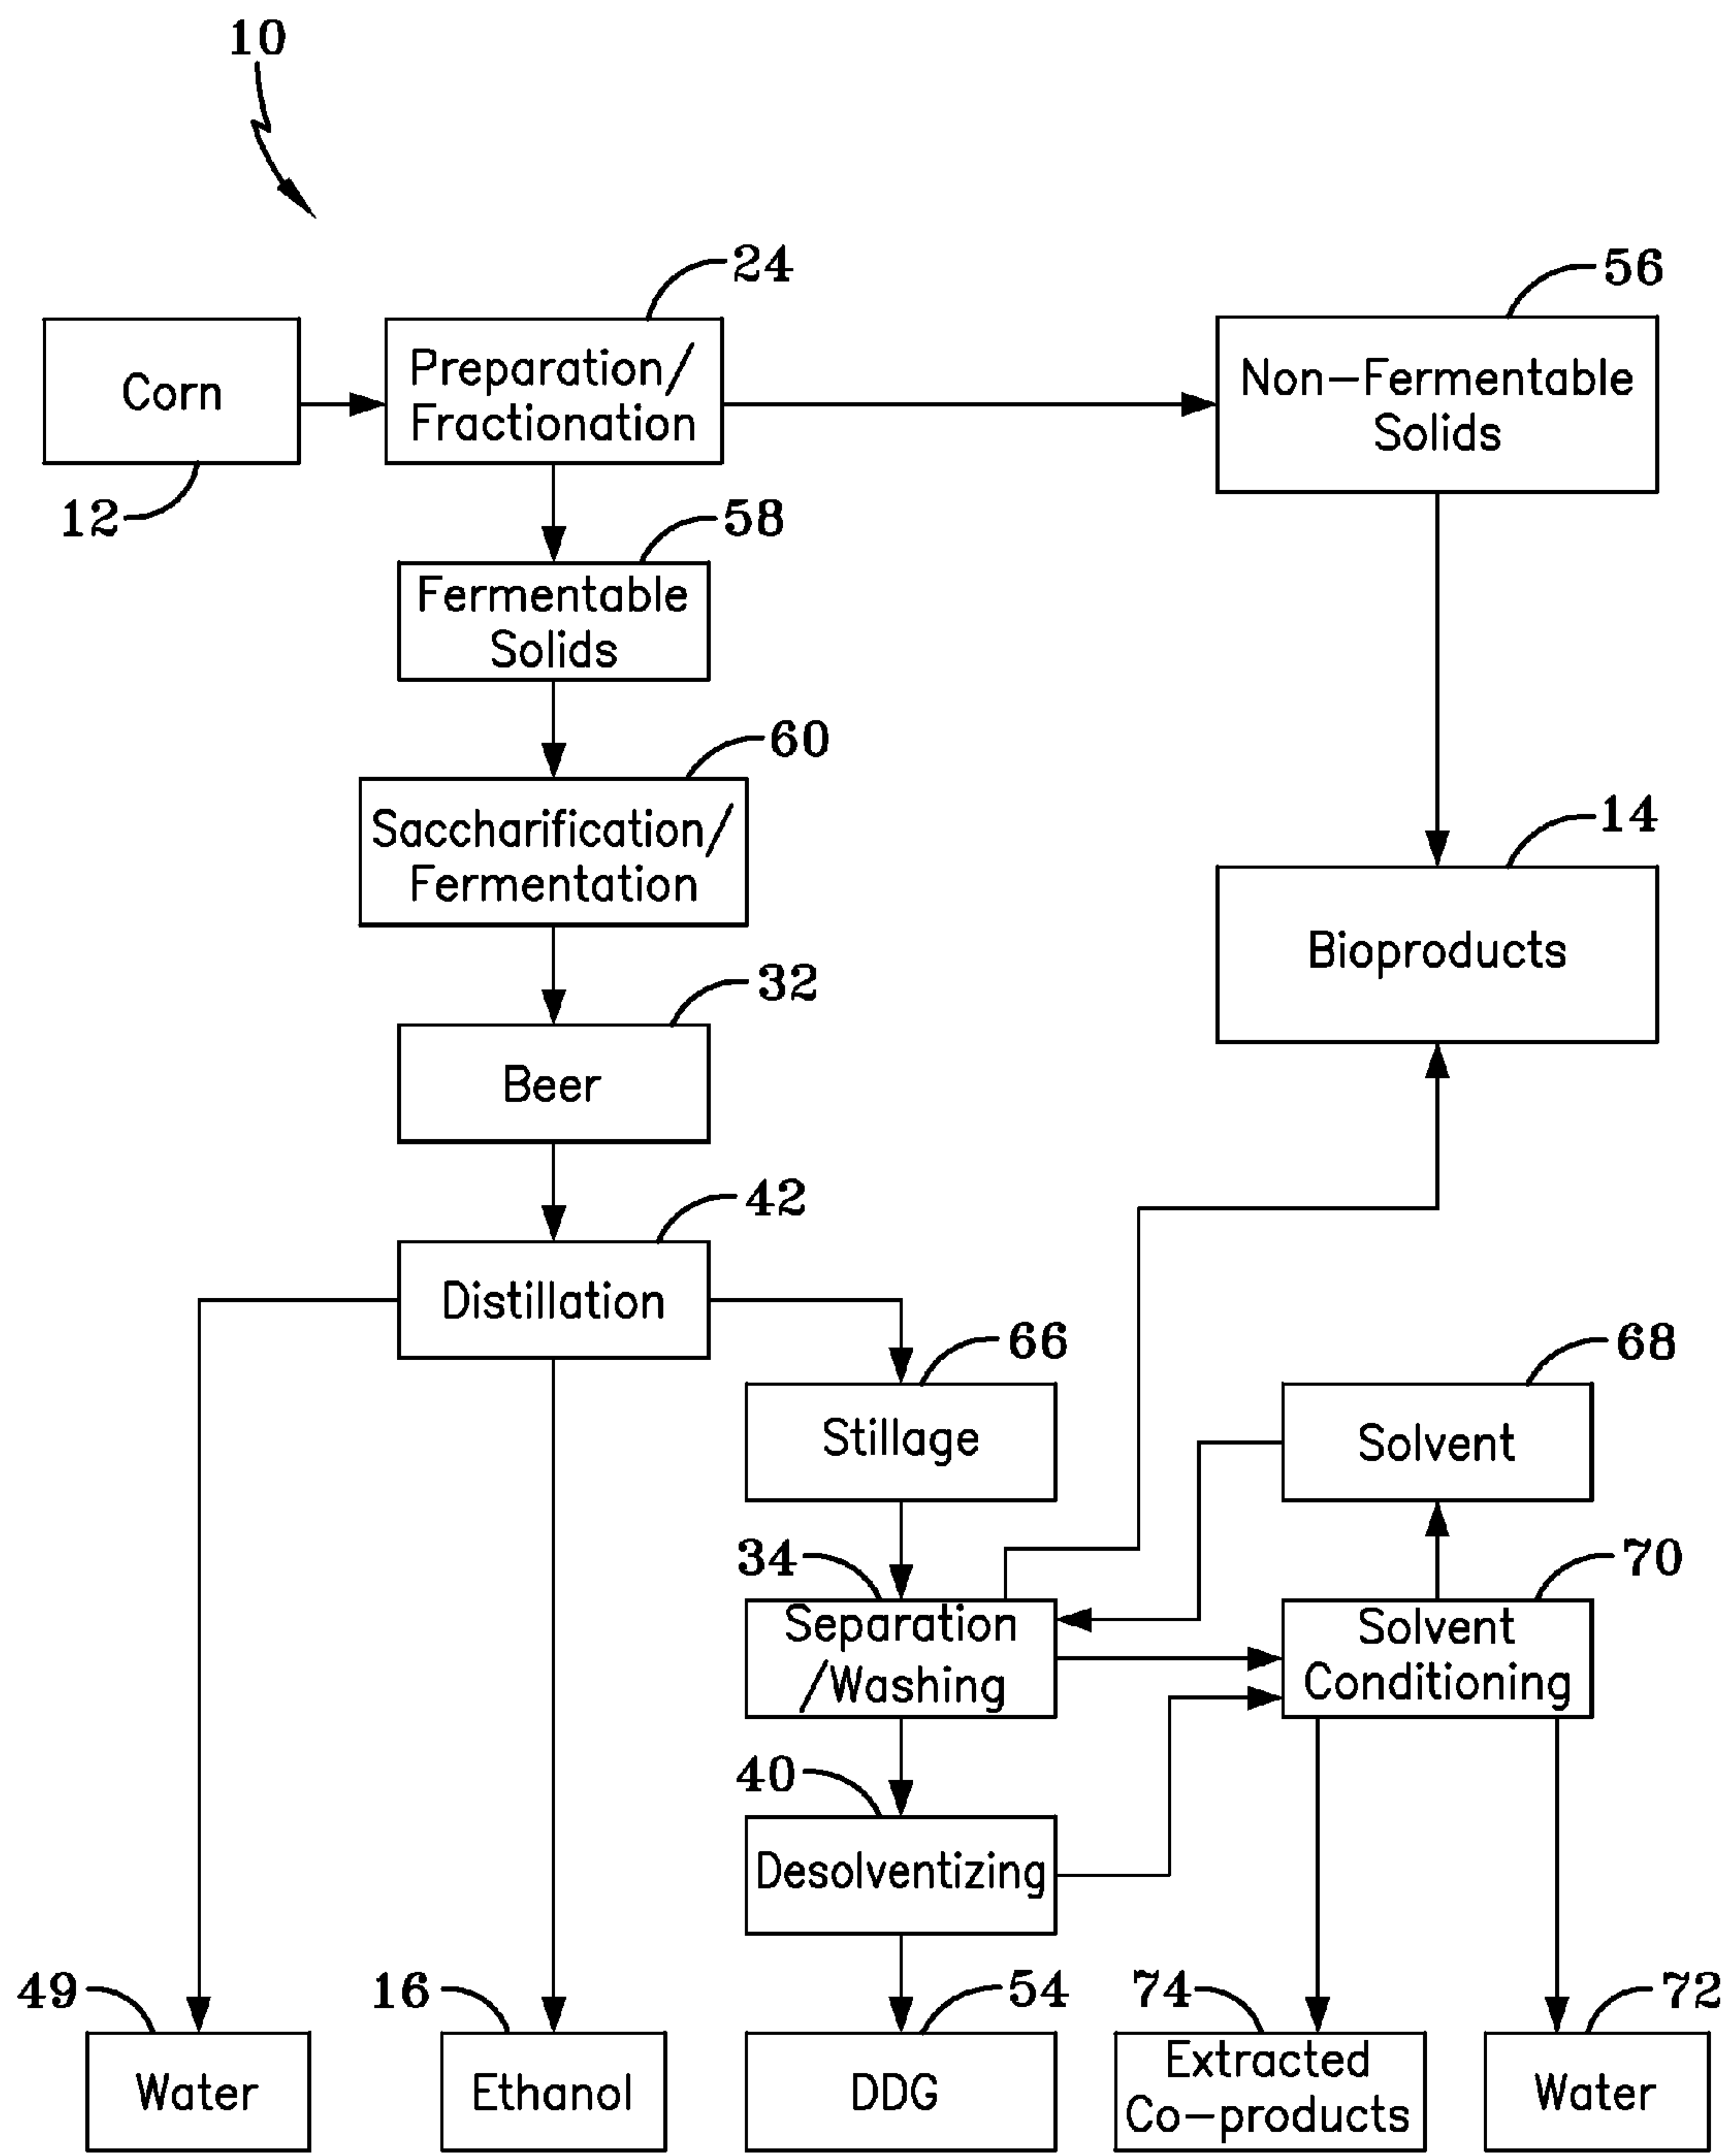 10
24
56
Corn
Preparation/
Fractionation
Non-Fermentable
Solids
12
58
Fermentable
Solids
60
Saccharification/
Fermentation
14
Bioproducts
32
Beer
42
Distillation
66
68
Stillage
Solvent
34
70
Separation
/Washing
Solvent
Conditioning
40
Desolventizing
49
16
54
74
72
Water
Ethanol
DDG
Extracted
Co-products
Water